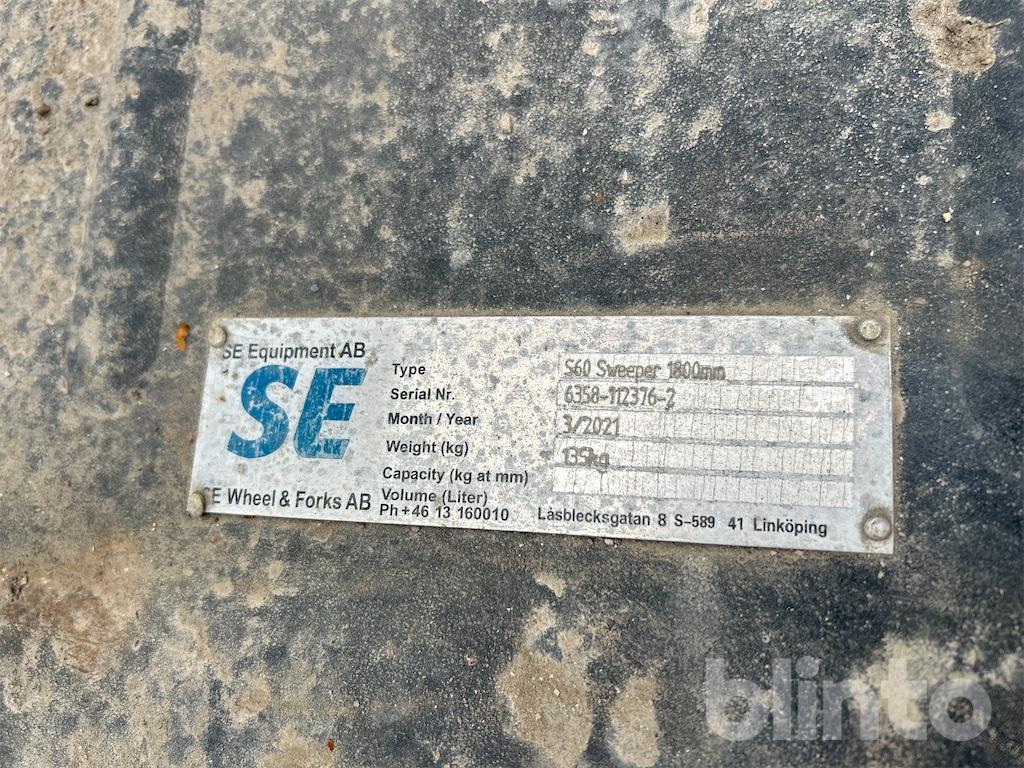 SE Equipment AB
SE
SE Wheel & Forks AB
Type S60 Sweeper 1800mm
Serial Nr. 6358-112376-2
Month / Year 3/2021
Weight (kg) 135kg
Capacity (kg at mm)
Volume (Liter)
Ph +46 13 160010 Låsblecksgatan 8 S-589 41 Linköping
blinto